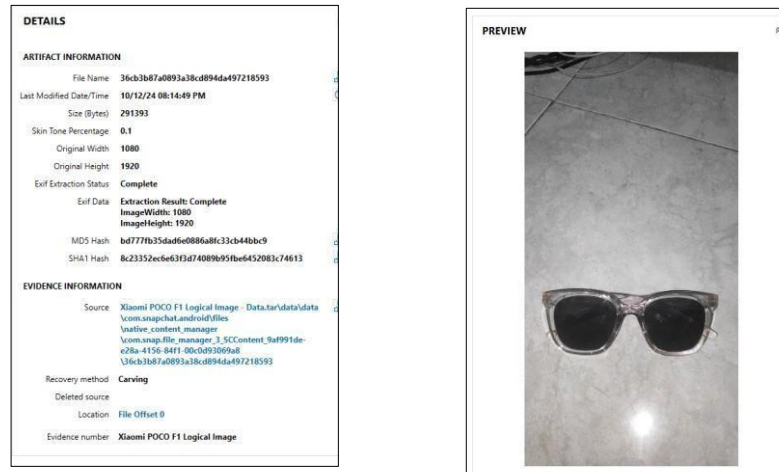 DETAILS
ARTIFACT INFORMATION
File Name 36cb3b87a0893a38cd894da497218593
Last Modified Date/Time 10/12/24 08:14:49 PM
Size (Bytes) 291393
Skin Tone Percentage 0.1
Original Width 1080
Original Height 1920
Exif Extraction Status Complete
Exif Data Extraction Result: Complete
ImageWidth: 1080
ImageHeight: 1920
MD5 Hash bd777fb35dad6e0886a8fc33cb44bbc9
SHA1 Hash 8c23352ec6e63f3d74089b95fbe6452083c74613
EVIDENCE INFORMATION
Source Xiaomi POCO F1 Logical Image - Data.tar\data\data
\com.snapchat.android\files
\native_content_manager
\com.snap.file_manager_3_SCContent_9af991de-
e28a-4156-84f1-00c0d93069a8
\36cb3b87a0893a38cd894da497218593
Recovery method Carving
Deleted source
Location File Offset 0
Evidence number Xiaomi POCO F1 Logical Image
PREVIEW